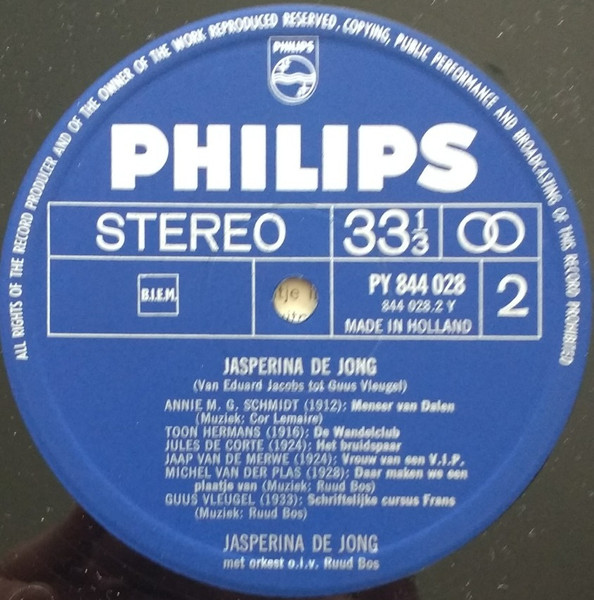 ALL RIGHTS OF THE RECORD PRODUCER AND OF THE OWNER OF THE WORK REPRODUCED RESERVED, COPYING, PUBLIC PERFORMANCE AND BROADCASTING OF THIS RECORD PROHIBITED
PHILIPS
PHILIPS
STEREO 33⅓
B.I.E.M. PY 844 028 2
844 028.2 Y
MADE IN HOLLAND
JASPERINA DE JONG
(Van Eduard Jacobs tot Guus Vleugel)
ANNIE M. G. SCHMIDT (1912): Meneer van Dalen
(Muziek: Cor Lemaire)
TOON HERMANS (1916): De Wandelclub
JULES DE CORTE (1924): Het bruidspaar
JAAP VAN DE MERWE (1924): Vrouw van een V.I.P.
MICHEL VAN DER PLAS (1928): Daar maken we een
plaatje van (Muziek: Ruud Bos)
GUUS VLEUGEL (1933): Schriftelijke cursus Frans
(Muziek: Ruud Bos)
JASPERINA DE JONG
met orkest o.l.v. Ruud Bos